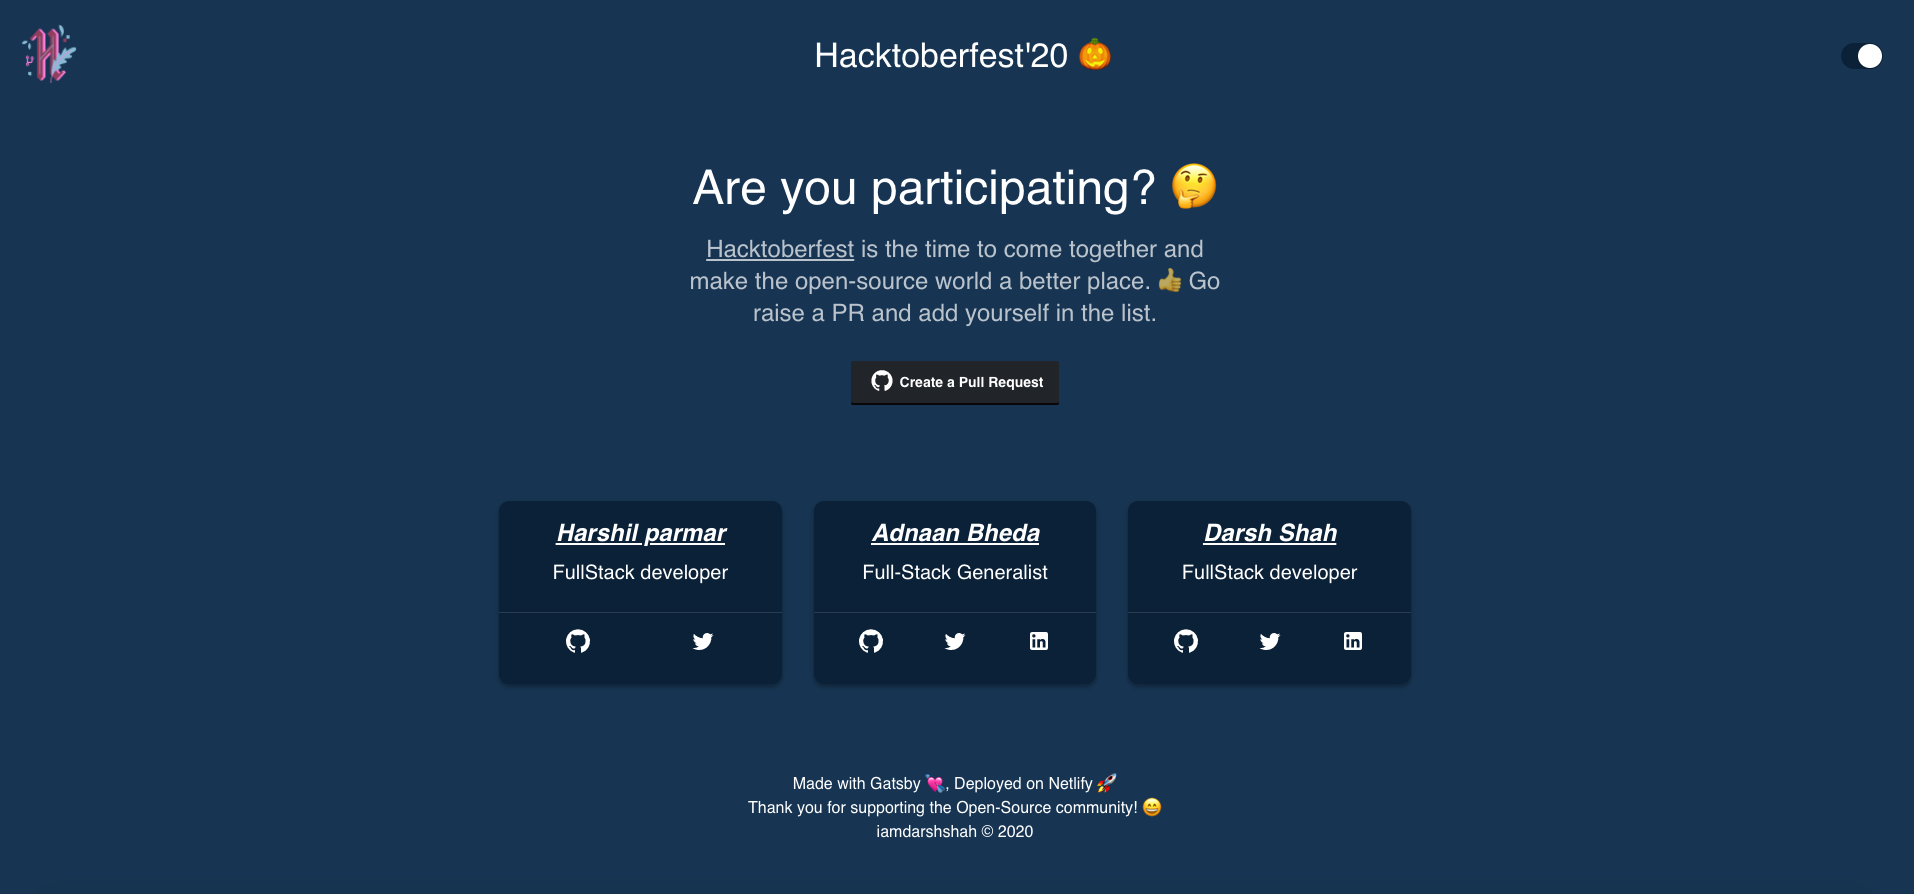 Hacktoberfest'20 🎃
Are you participating? 🤔
Hacktoberfest is the time to come together and
make the open-source world a better place. 👍 Go
raise a PR and add yourself in the list.
Create a Pull Request
Harshil parmar
FullStack developer
Adnaan Bheda
Full-Stack Generalist
Darsh Shah
FullStack developer
Made with Gatsby 💘, Deployed on Netlify 🚀
Thank you for supporting the Open-Source community! 😄
iamdarshshah © 2020